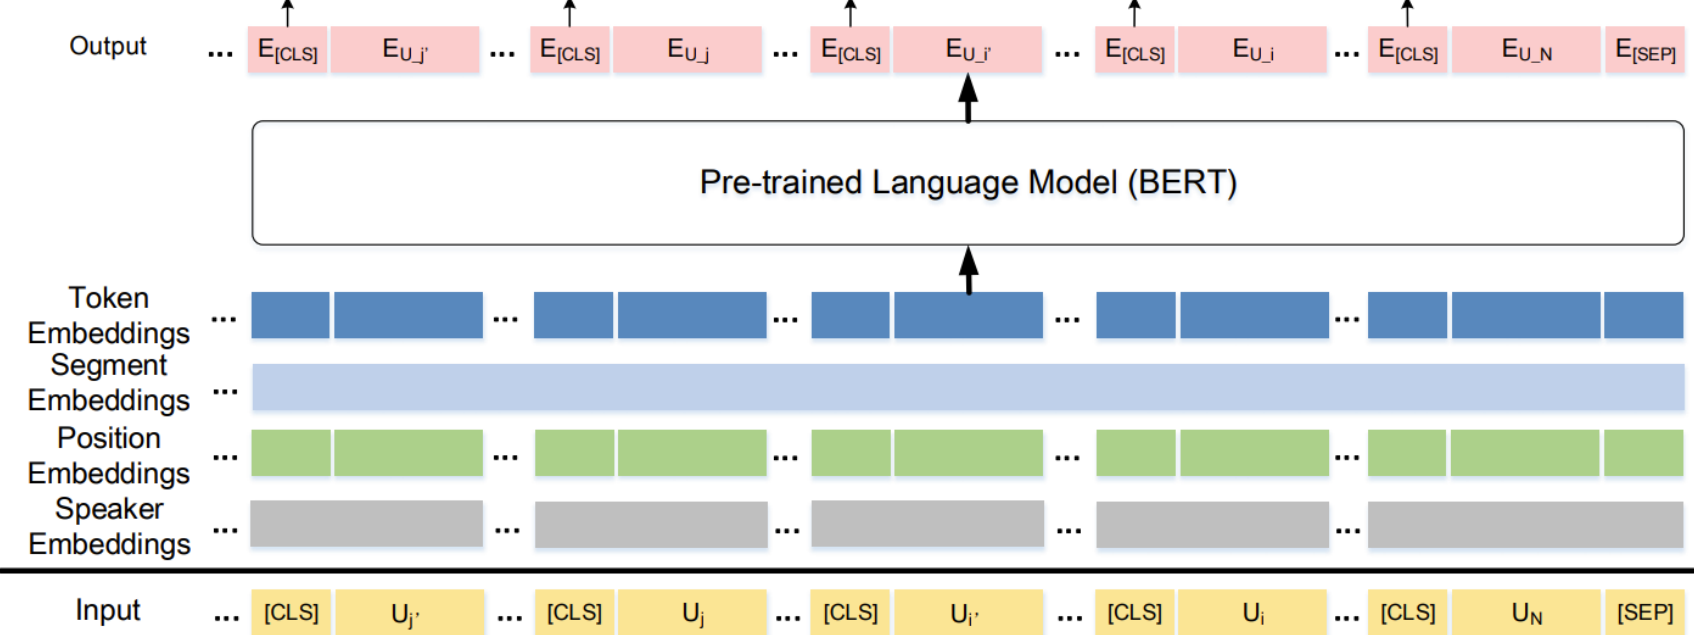 Output ... E[CLS] EU_j’ ... E[CLS] EU_j ... E[CLS] EU_i’ ... E[CLS] EU_i ... E[CLS] EU_N E[SEP]
Pre-trained Language Model (BERT)
Token
Embeddings ... ... ... ... ...
Segment
Embeddings ...
Position
Embeddings ... ... ... ... ...
Speaker
Embeddings ... ... ... ... ...
Input ... [CLS] Uj’ ... [CLS] Uj ... [CLS] Ui’ ... [CLS] Ui ... [CLS] UN [SEP]